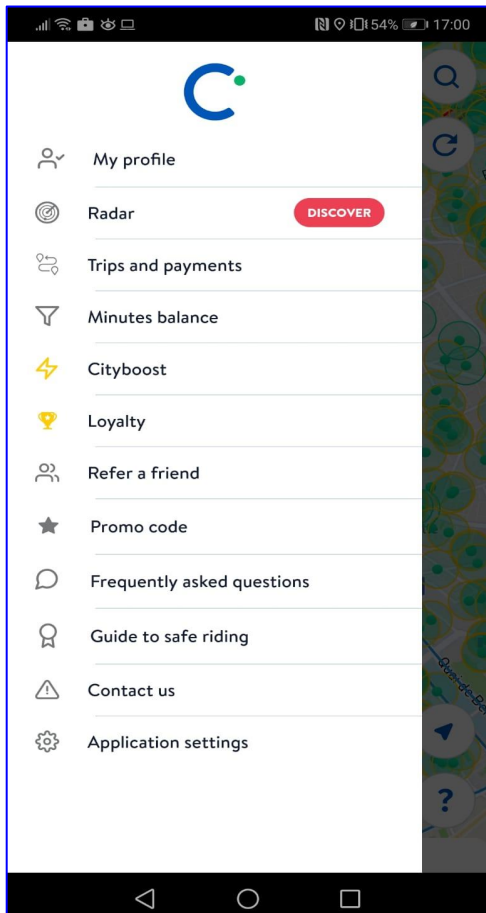 54% 17:00
My profile
Radar DISCOVER
Trips and payments
Minutes balance
Cityboost
Loyalty
Refer a friend
Promo code
Frequently asked questions
Guide to safe riding
Contact us
Application settings
?